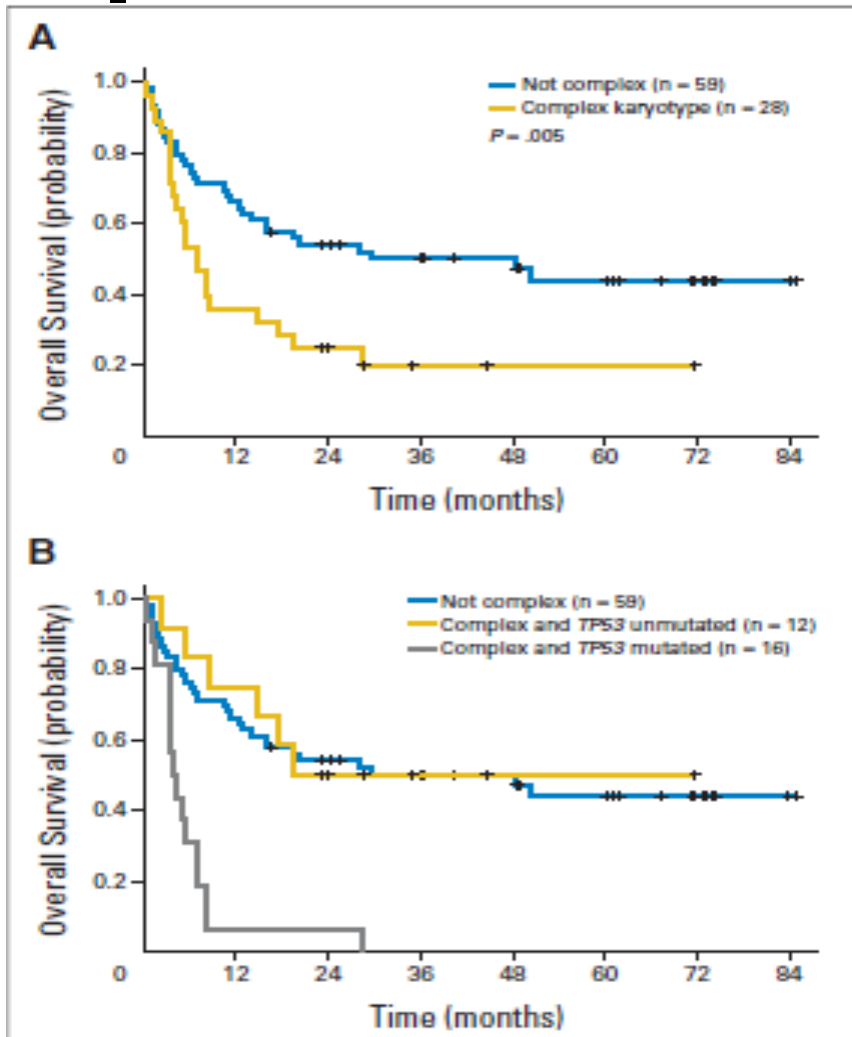 A
Overall Survival (probability)
1.0
0.8
0.6
0.4
0.2
0
Not complex (n = 59)
Complex karyotype (n = 28)
P = .005
12 24 36 48 60 72 84
Time (months)
B
Overall Survival (probability)
1.0
0.8
0.6
0.4
0.2
0
Not complex (n = 59)
Complex and TP53 unmutated (n = 12)
Complex and TP53 mutated (n = 16)
12 24 36 48 60 72 84
Time (months)